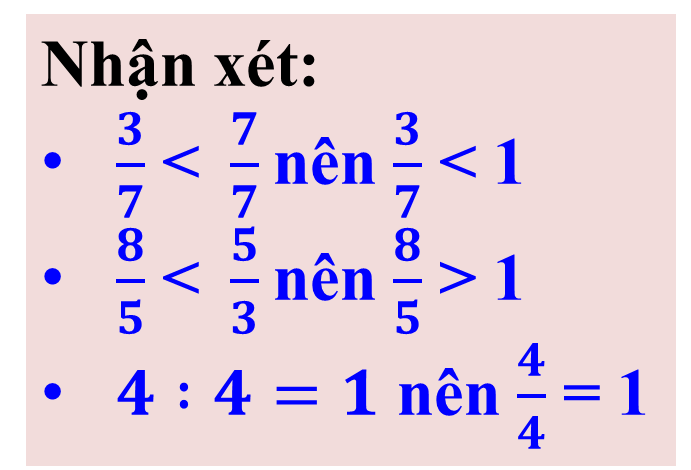 Nhận xét:
• 3/7 < 7/7 nên 3/7 < 1
• 8/5 < 5/3 nên 8/5 > 1
• 4 : 4 = 1 nên 4/4 = 1